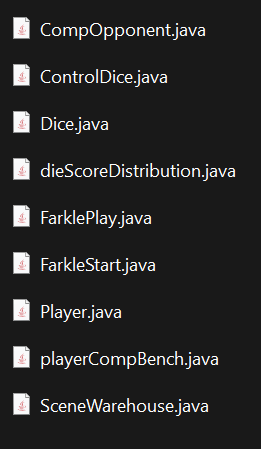 CompOpponent.java
ControlDice.java
Dice.java
dieScoreDistribution.java
FarklePlay.java
FarkleStart.java
Player.java
playerCompBench.java
SceneWarehouse.java